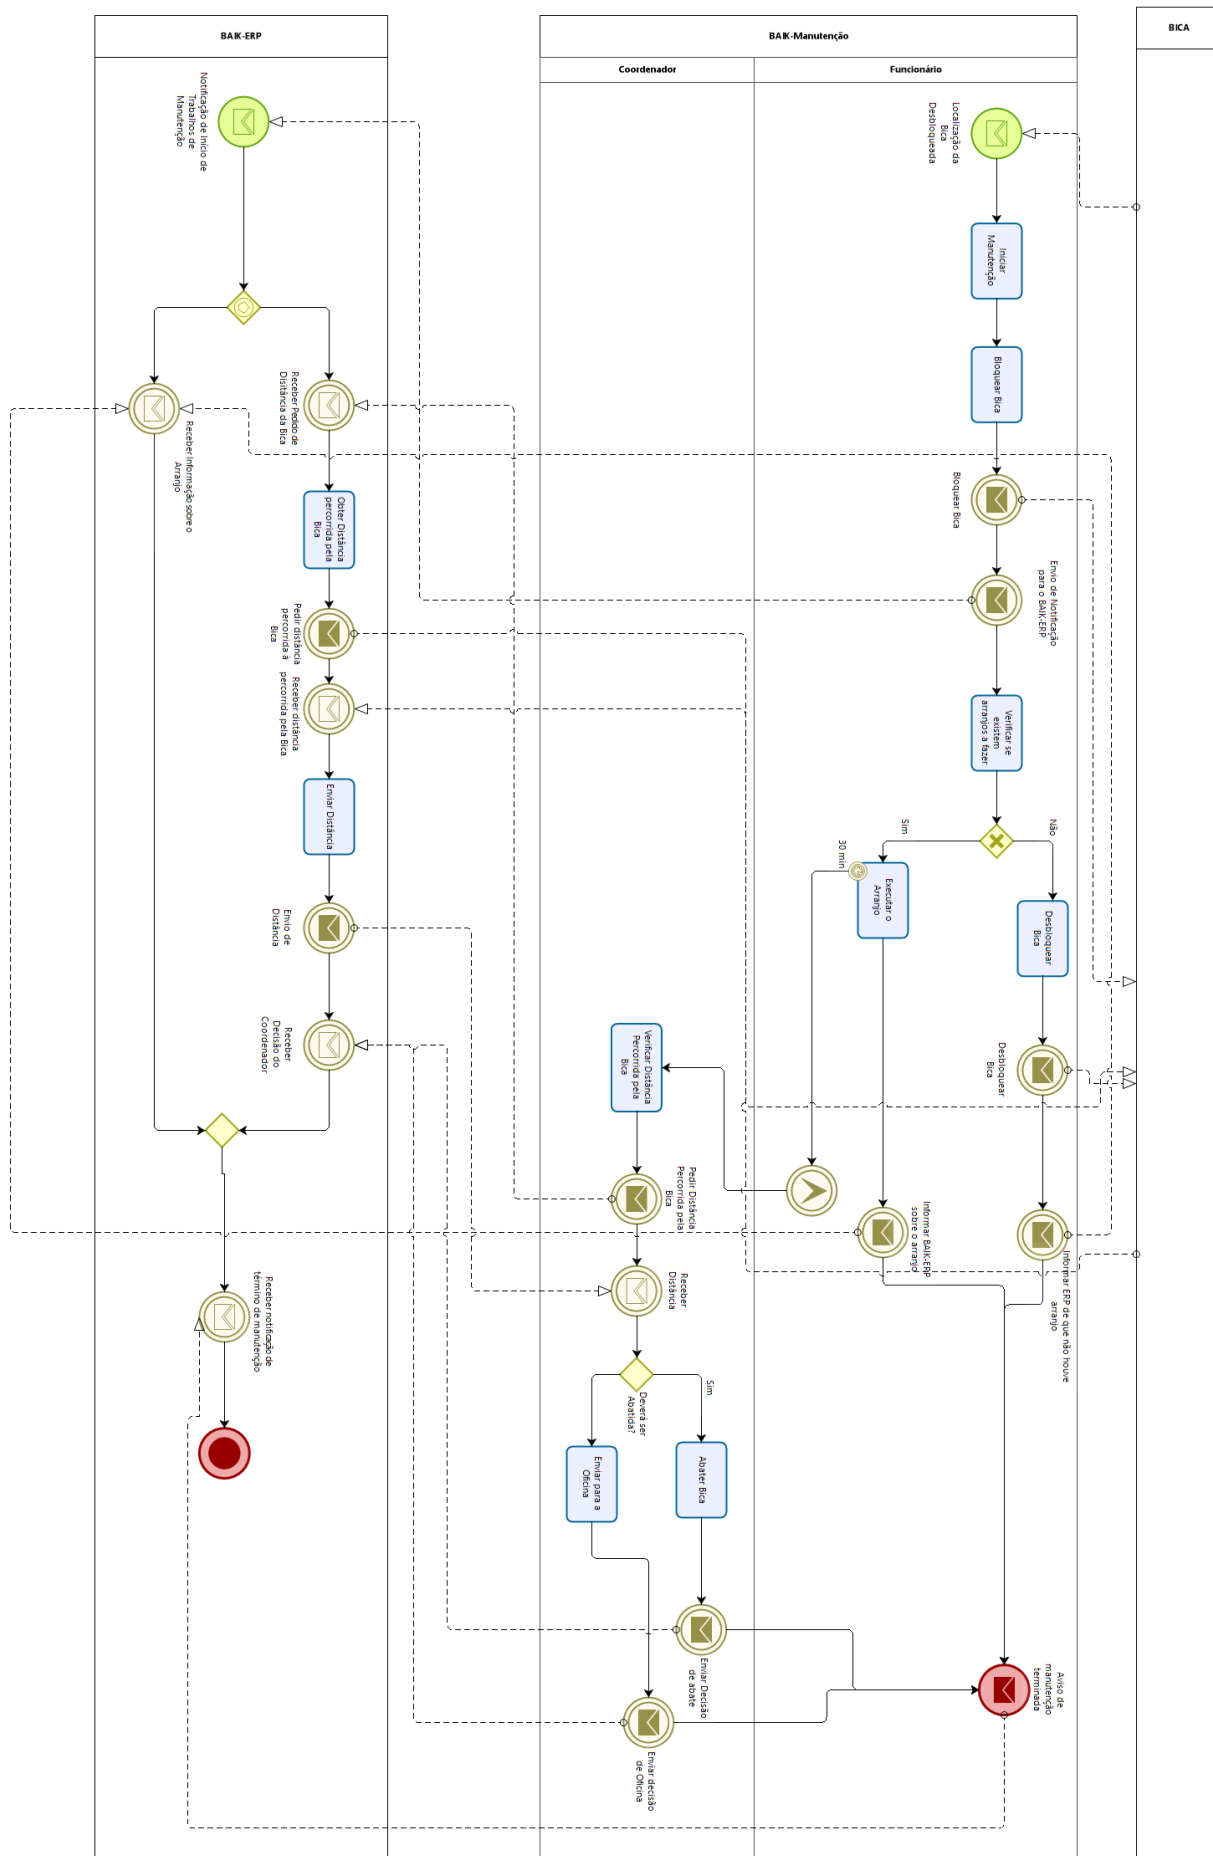 BAIK-ERP
BAIK-Manutenção
BICA
Coordenador
Funcionário
Notificação de Início de
Trabalhos de
Manutenção
Localização da
Bica
Desbloqueada
Iniciar
Manutenção
Bloquear Bica
Receber Pedido de
Disitância da Bica
Receber Informação sobre o
Arranjo
Bloquear Bica
Obter Distância
percorrida pela
Bica
Envio de Notificação
para o BAIK-ERP
Pedir distância
percorrida à
Bica
Receber distância
percorrida pela Bica
Verificar se
existem
arranjos a fazer
Enviar Distância
Sim
Não
30 min
Executar o
Arranjo
Desbloquear
Bica
Envio de
Distância
Receber
Decisão do
Coordenador
Verificar Distância
Percorrida pela
Bica
Desbloquear
Bica
Pedir Distância
Percorrida pela
Bica
Informar BAIK-ERP
sobre o arranjo
Informar ERP de que não houve
arranjo
Receber
Distância
Receber notificação de
término de manutenção
Deverá ser
Abatida?
Sim
Enviar para a
Oficina
Abater Bica
Enviar Decisão
de abate
Aviso de
manutenção
terminada
Enviar decisão
de Oficina